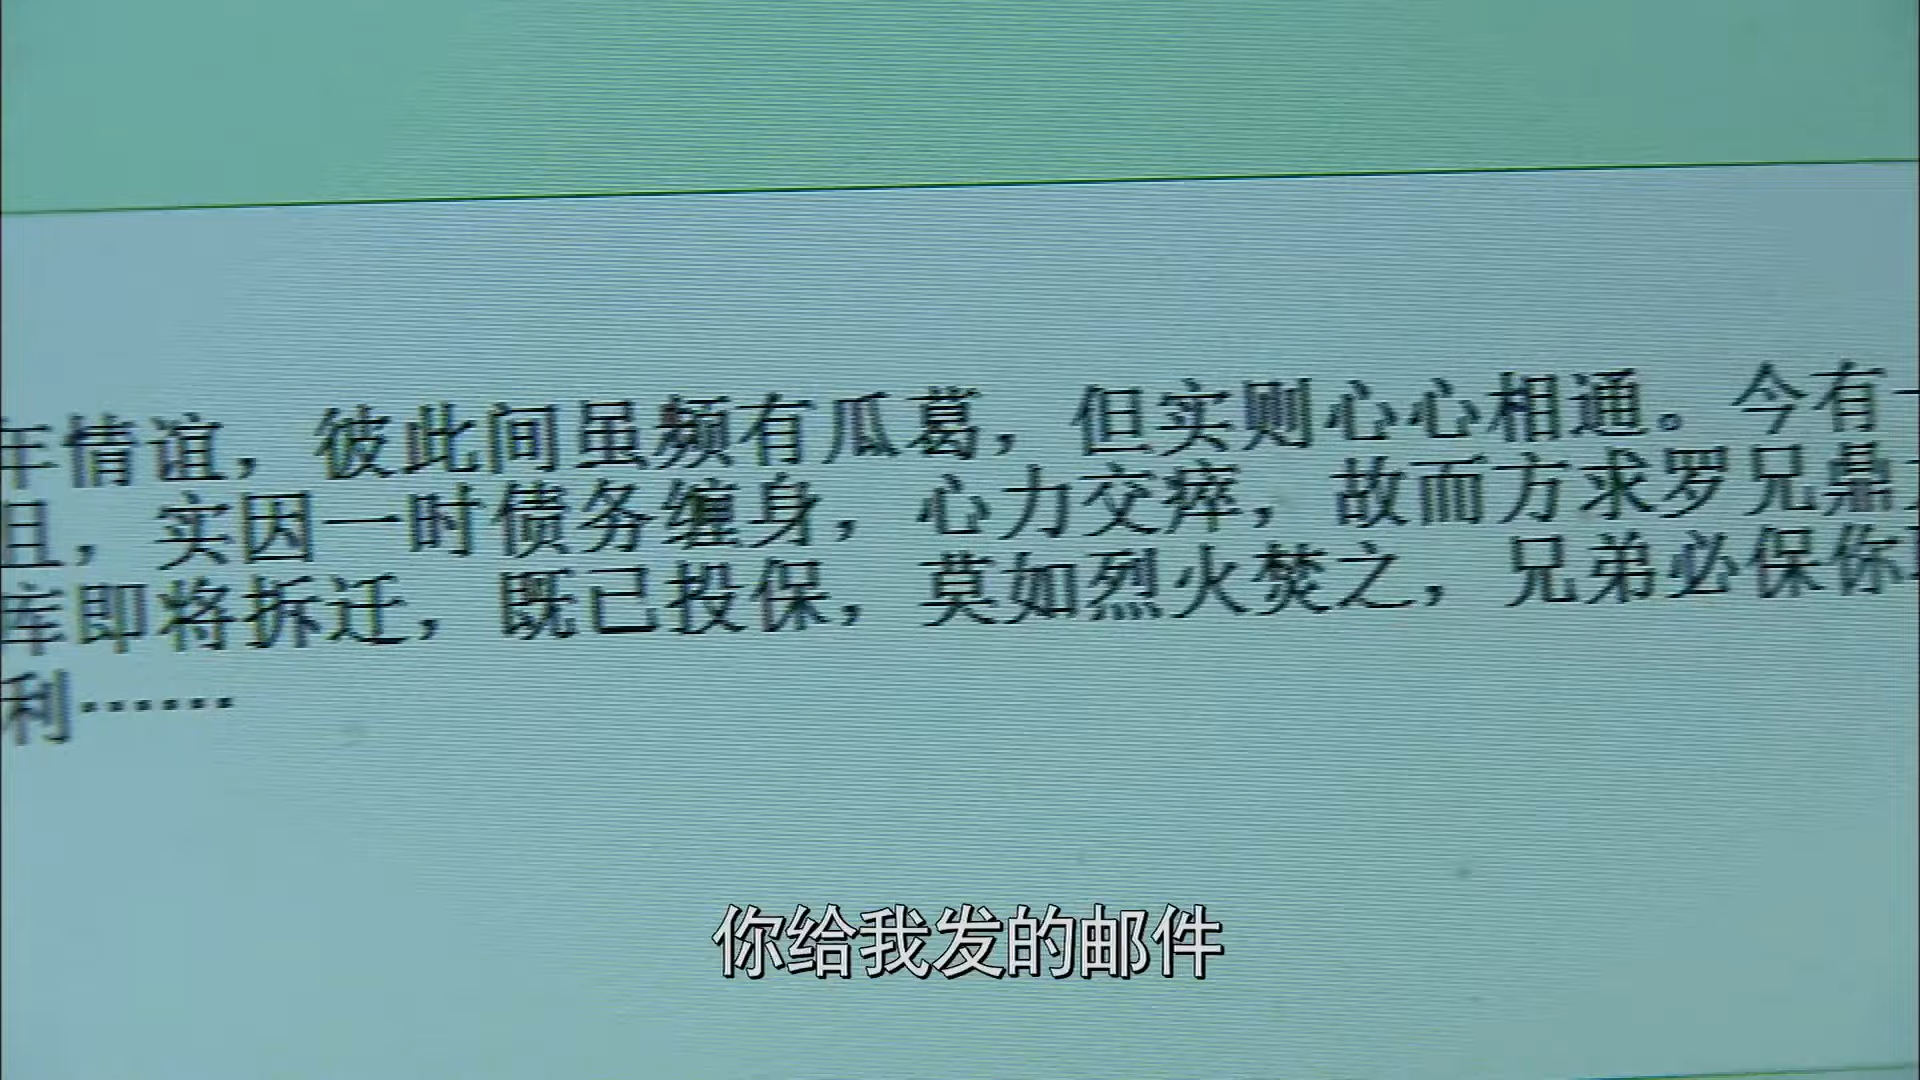 年情谊，彼此间虽频有瓜葛，但实则心心相通。今有一
且，实因一时债务缠身，心力交瘁，故而方求罗兄鼎
库即将拆迁，既已投保，莫如烈火焚之，兄弟必保你
利……
你给我发的邮件